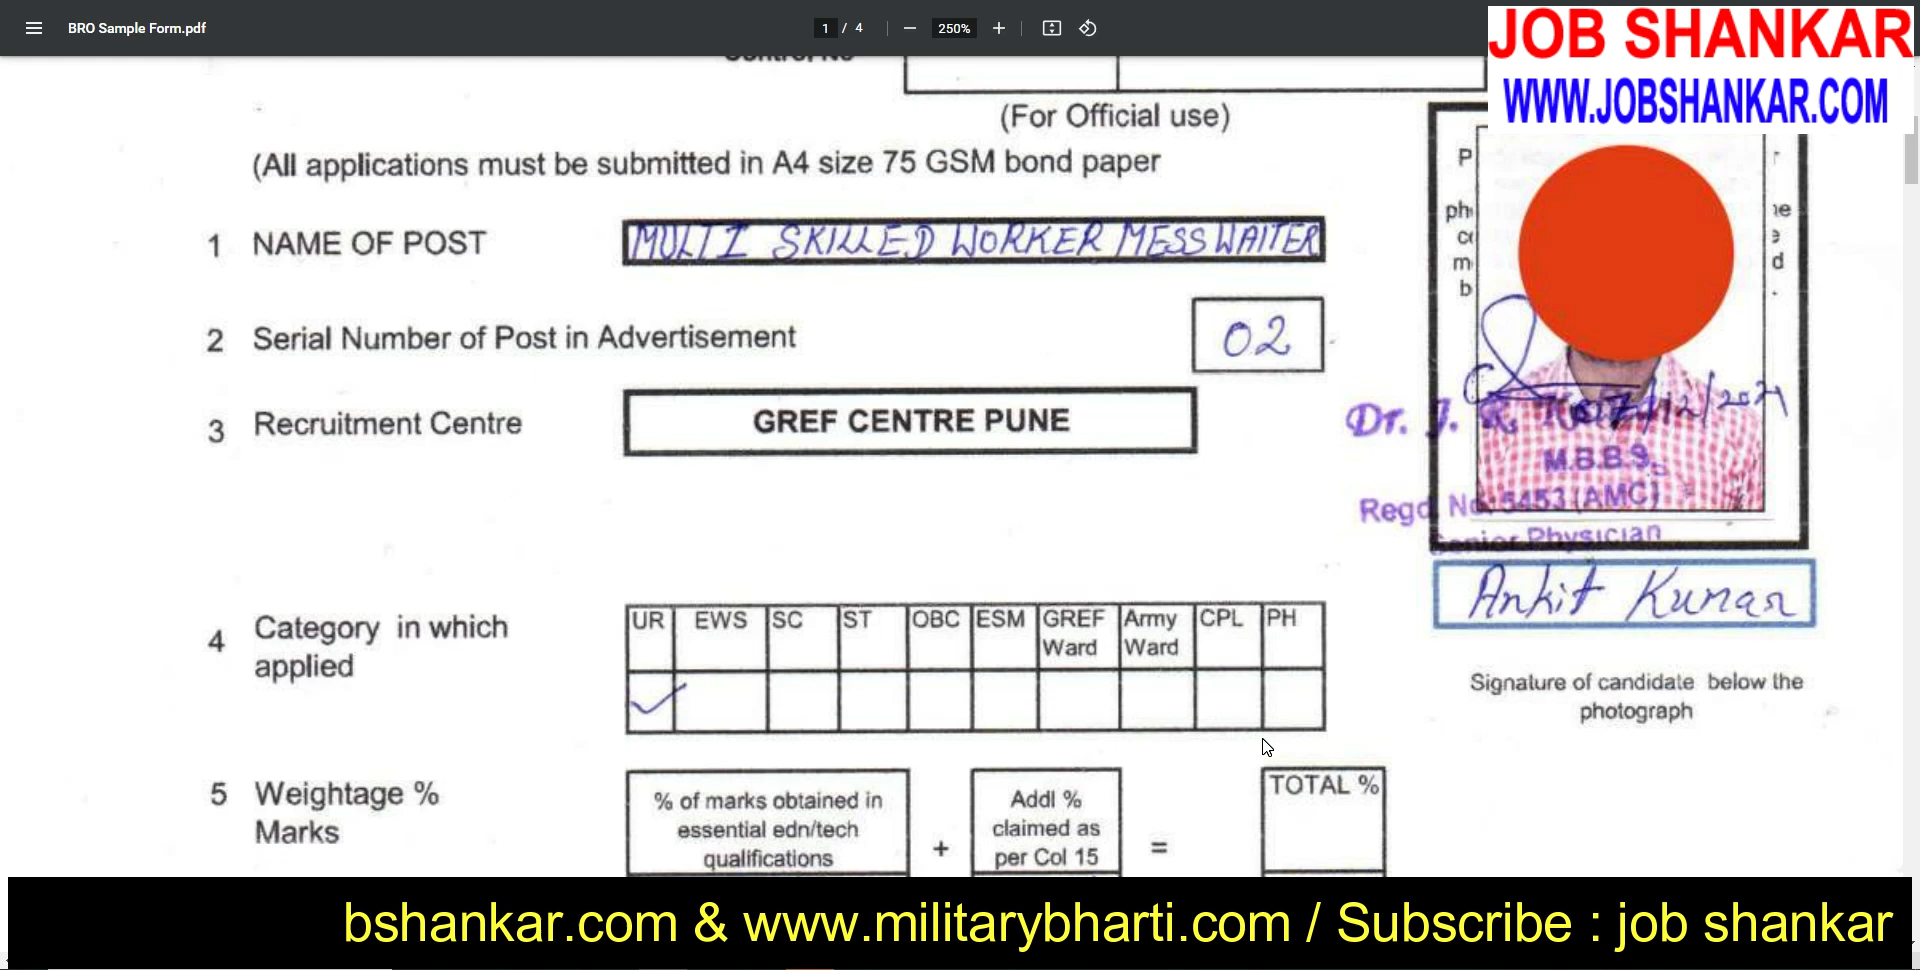 BRO Sample Form.pdf
1 / 4
250%
JOB SHANKAR
WWW.JOBSHANKAR.COM
(For Official use)
(All applications must be submitted in A4 size 75 GSM bond paper
1 NAME OF POST
MULTI SKILLED WORKER MESS WAITER
2 Serial Number of Post in Advertisement
02
3 Recruitment Centre
GREF CENTRE PUNE
Dr. J. R.
M.B.B.S.
Regd. No. 5453 (AMC)
Senior Physician
Ankit Kumar
Signature of candidate below the
photograph
4 Category in which
applied
UR EWS SC ST OBC ESM GREF Army CPL PH
Ward Ward
5 Weightage %
Marks
% of marks obtained in
essential edn/tech
qualifications
+
Addl %
claimed as
per Col 15
=
TOTAL %
bshankar.com & www.militarybharti.com / Subscribe : job shankar